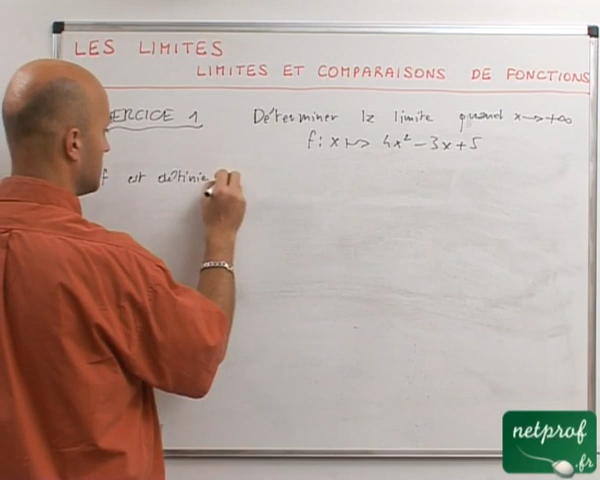 LES LIMITES
LIMITES ET COMPARAISONS DE FONCTIONS
ERCICE 1 Déterminer la limite quand x → +∞
f : x ↦ 4x² - 3x + 5
f est définie
netprof
.fr